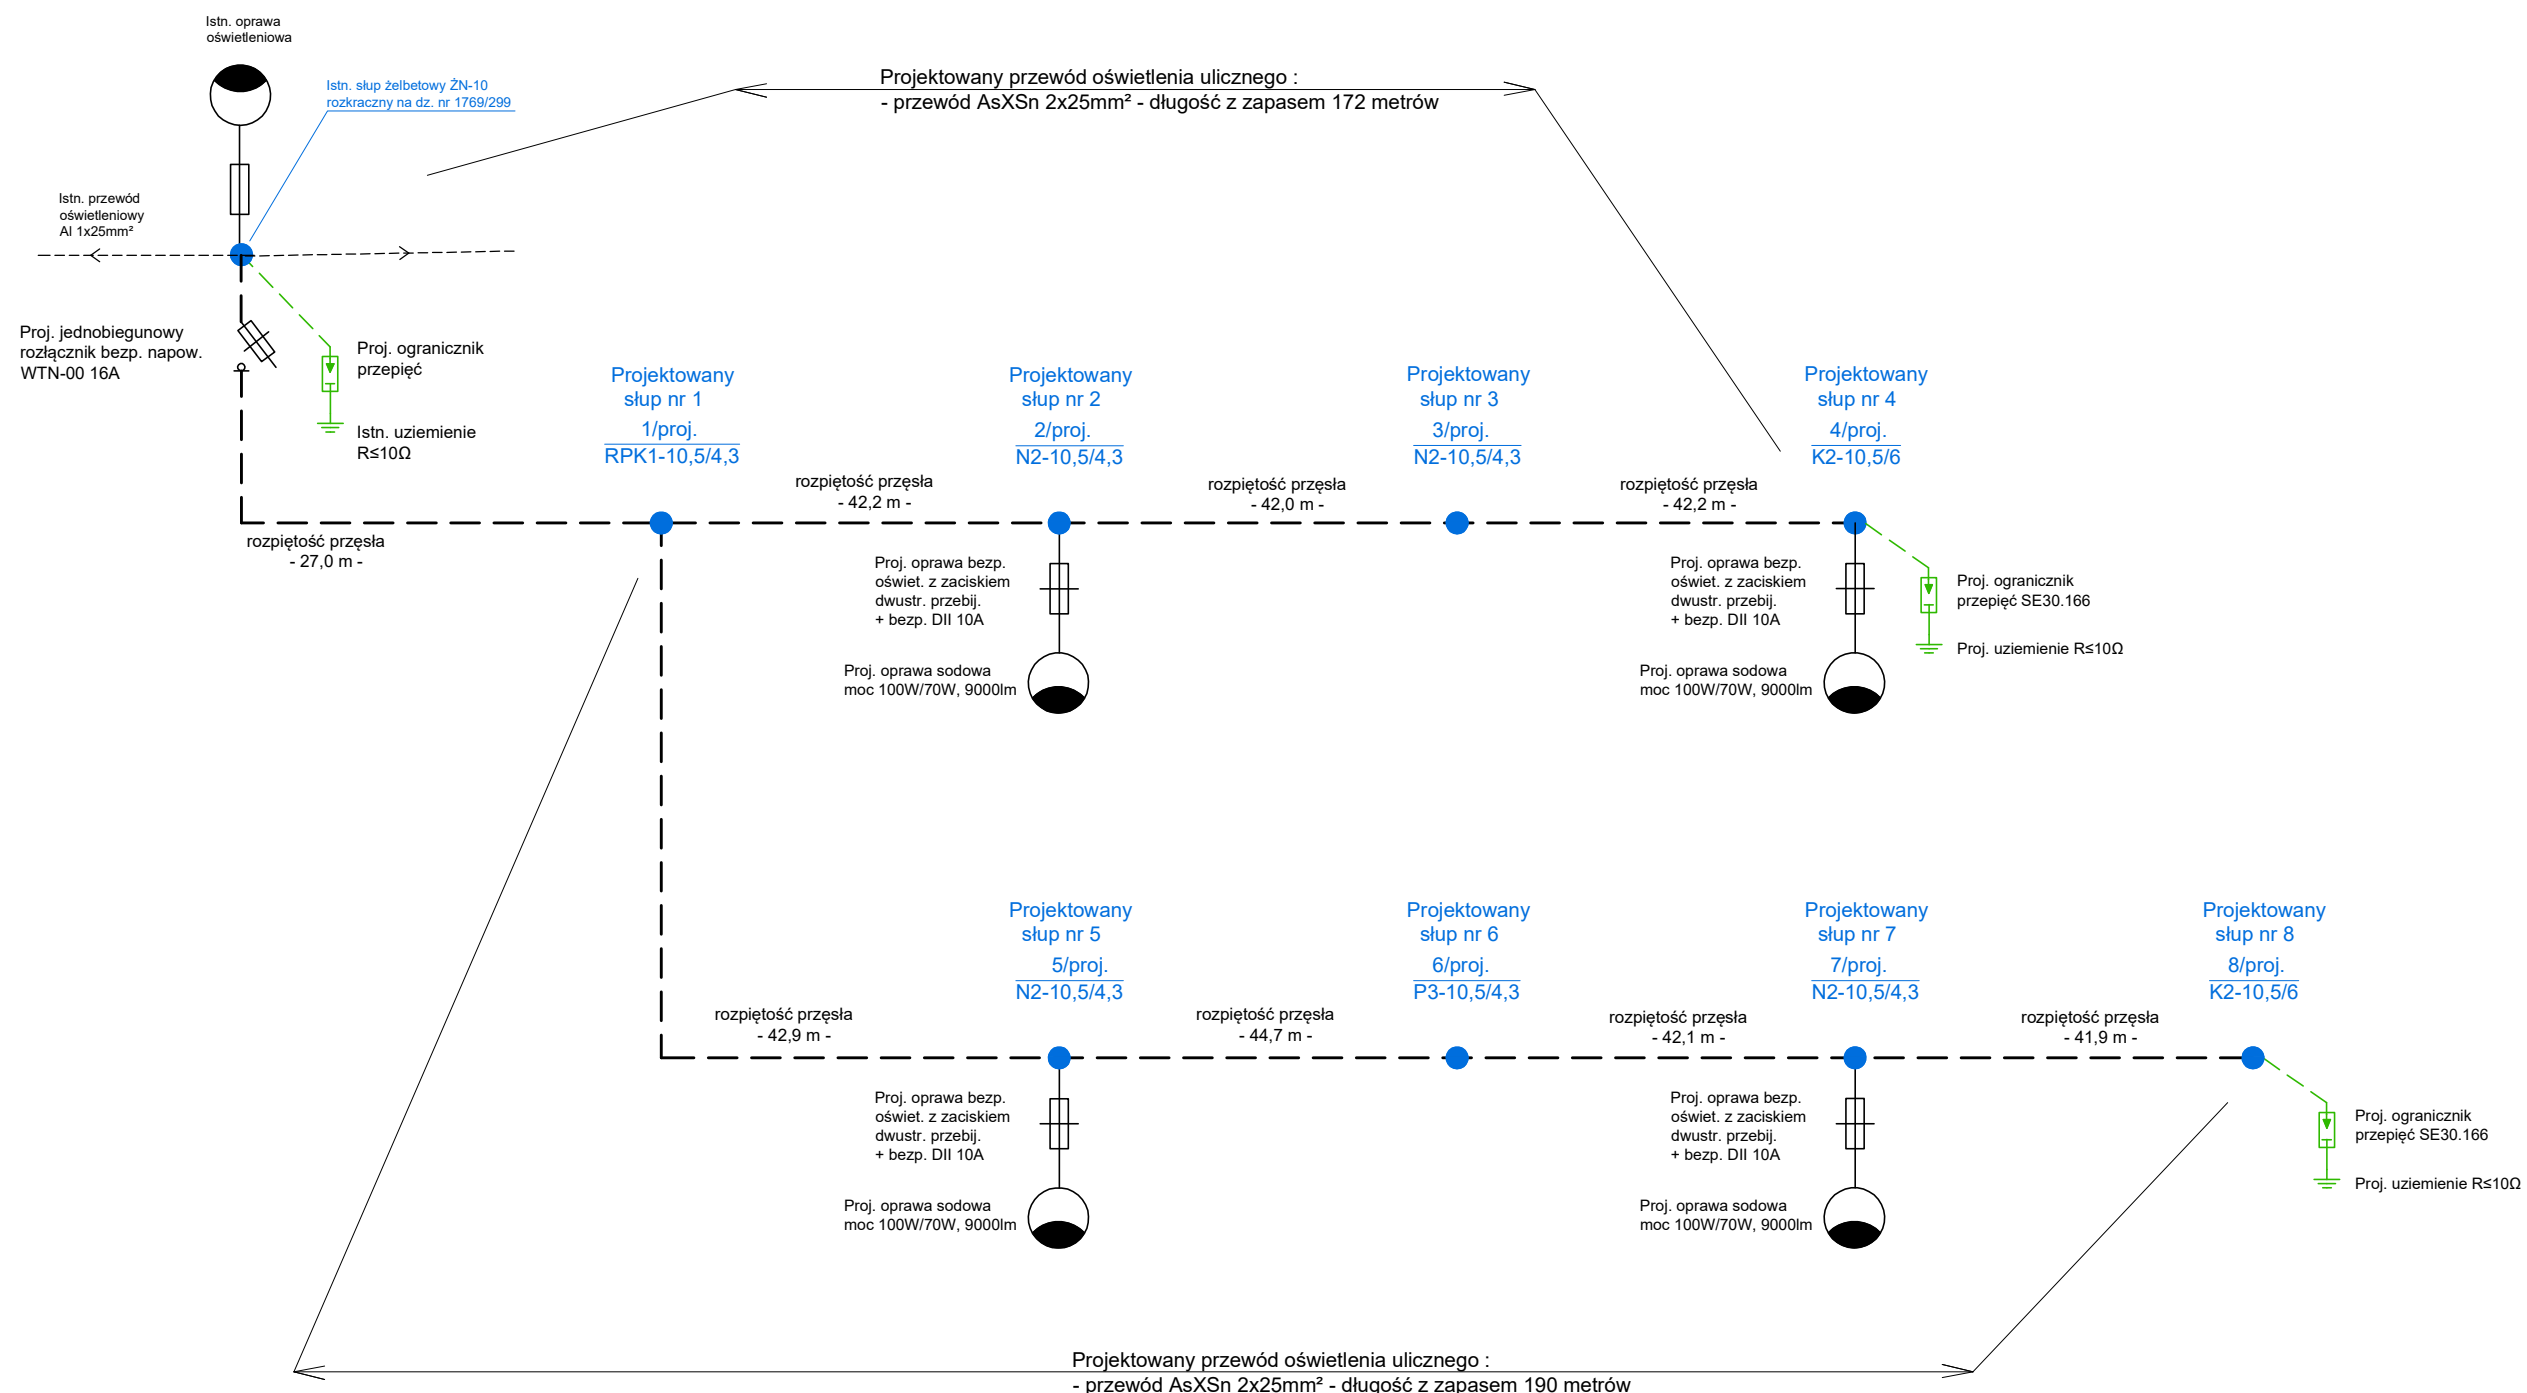 Istn. oprawa
oświetleniowa
Istn. słup żelbetowy ŻN-10
rozkraczny na dz. nr 1769/299
Projektowany przewód oświetlenia ulicznego :
- przewód AsXSn 2x25mm² - długość z zapasem 172 metrów
Istn. przewód
oświetleniowy
Al 1x25mm²
Proj. jednobiegunowy
rozłącznik bezp. napow.
WTN-00 16A
Proj. ogranicznik
przepięć
Istn. uziemienie
R≤10Ω
Projektowany
słup nr 1
1/proj.
RPK1-10,5/4,3
Projektowany
słup nr 2
2/proj.
N2-10,5/4,3
Projektowany
słup nr 3
3/proj.
N2-10,5/4,3
Projektowany
słup nr 4
4/proj.
K2-10,5/6
rozpiętość przęsła
- 27,0 m -
rozpiętość przęsła
- 42,2 m -
rozpiętość przęsła
- 42,0 m -
rozpiętość przęsła
- 42,2 m -
Proj. oprawa bezp.
oświet. z zaciskiem
dwustr. przebij.
+ bezp. DII 10A
Proj. oprawa sodowa
moc 100W/70W, 9000lm
Proj. oprawa bezp.
oświet. z zaciskiem
dwustr. przebij.
+ bezp. DII 10A
Proj. oprawa sodowa
moc 100W/70W, 9000lm
Proj. ogranicznik
przepięć SE30.166
Proj. uziemienie R≤10Ω
Projektowany
słup nr 5
5/proj.
N2-10,5/4,3
Projektowany
słup nr 6
6/proj.
P3-10,5/4,3
Projektowany
słup nr 7
7/proj.
N2-10,5/4,3
Projektowany
słup nr 8
8/proj.
K2-10,5/6
rozpiętość przęsła
- 42,9 m -
rozpiętość przęsła
- 44,7 m -
rozpiętość przęsła
- 42,1 m -
rozpiętość przęsła
- 41,9 m -
Proj. oprawa bezp.
oświet. z zaciskiem
dwustr. przebij.
+ bezp. DII 10A
Proj. oprawa sodowa
moc 100W/70W, 9000lm
Proj. oprawa bezp.
oświet. z zaciskiem
dwustr. przebij.
+ bezp. DII 10A
Proj. oprawa sodowa
moc 100W/70W, 9000lm
Proj. ogranicznik
przepięć SE30.166
Proj. uziemienie R≤10Ω
Projektowany przewód oświetlenia ulicznego :
- przewód AsXSn 2x25mm² - długość z zapasem 190 metrów